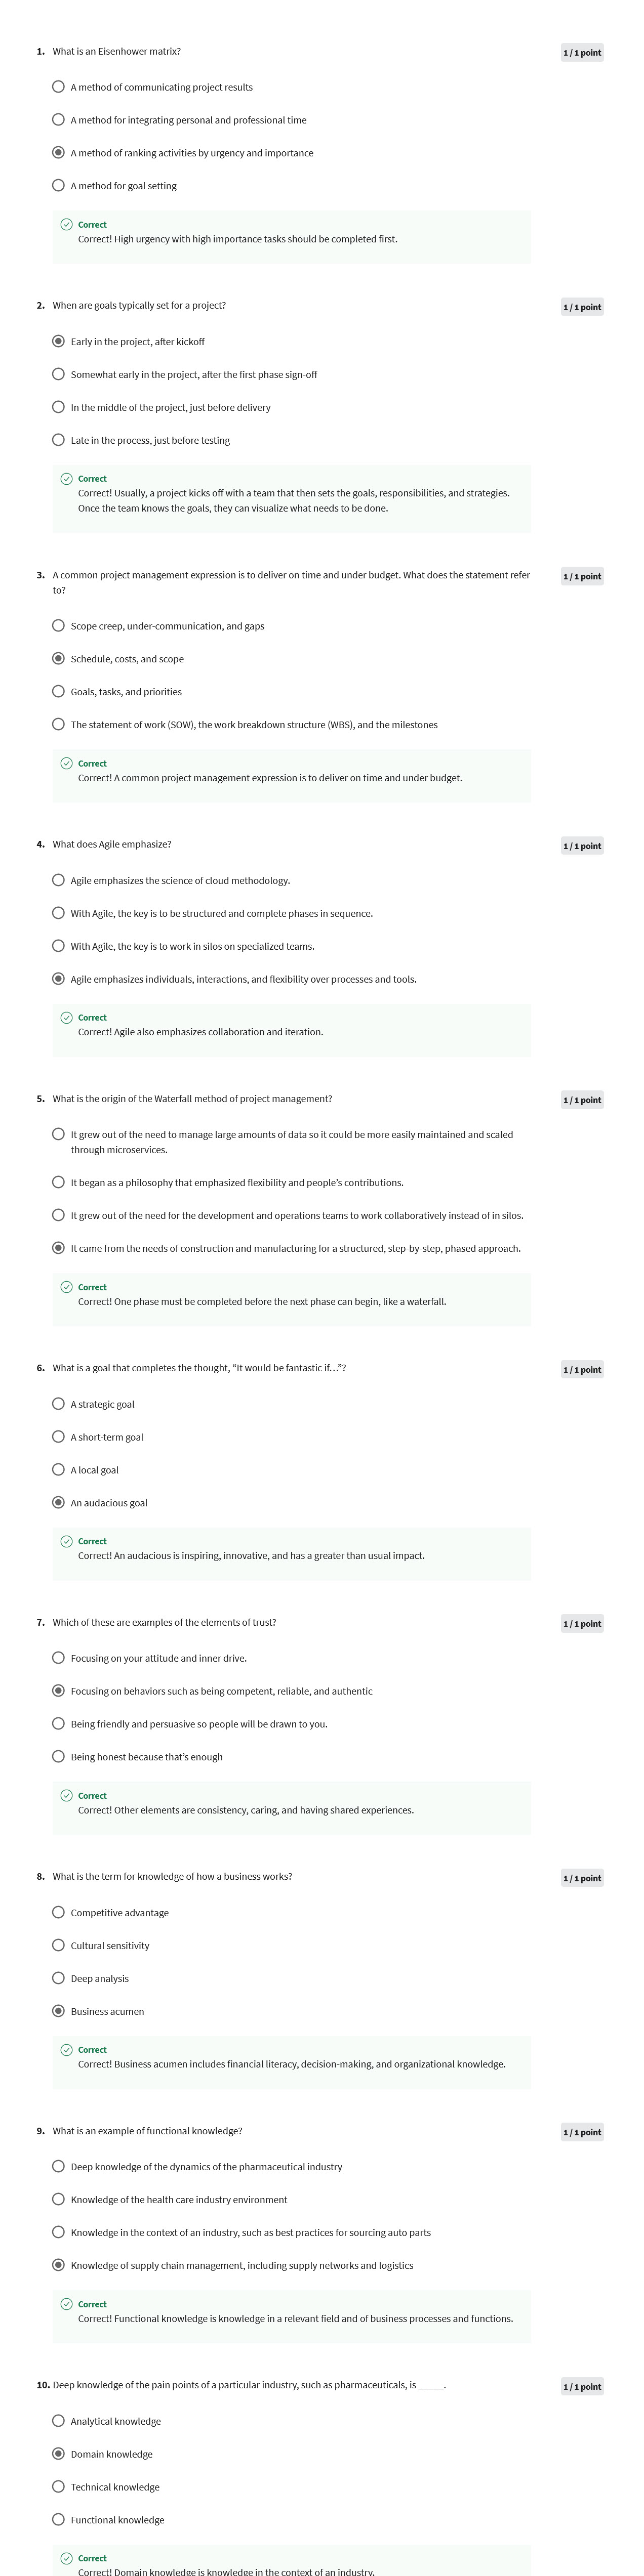 1. What is an Eisenhower matrix?
1 / 1 point
A method of communicating project results
A method for integrating personal and professional time
A method of ranking activities by urgency and importance
A method for goal setting
Correct
Correct! High urgency with high importance tasks should be completed first.
2. When are goals typically set for a project?
1 / 1 point
Early in the project, after kickoff
Somewhat early in the project, after the first phase sign-off
In the middle of the project, just before delivery
Late in the process, just before testing
Correct
Correct! Usually, a project kicks off with a team that then sets the goals, responsibilities, and strategies.
Once the team knows the goals, they can visualize what needs to be done.
3. A common project management expression is to deliver on time and under budget. What does the statement refer
to?
1 / 1 point
Scope creep, under-communication, and gaps
Schedule, costs, and scope
Goals, tasks, and priorities
The statement of work (SOW), the work breakdown structure (WBS), and the milestones
Correct
Correct! A common project management expression is to deliver on time and under budget.
4. What does Agile emphasize?
1 / 1 point
Agile emphasizes the science of cloud methodology.
With Agile, the key is to be structured and complete phases in sequence.
With Agile, the key is to work in silos on specialized teams.
Agile emphasizes individuals, interactions, and flexibility over processes and tools.
Correct
Correct! Agile also emphasizes collaboration and iteration.
5. What is the origin of the Waterfall method of project management?
1 / 1 point
It grew out of the need to manage large amounts of data so it could be more easily maintained and scaled
through microservices.
It began as a philosophy that emphasized flexibility and people’s contributions.
It grew out of the need for the development and operations teams to work collaboratively instead of in silos.
It came from the needs of construction and manufacturing for a structured, step-by-step, phased approach.
Correct
Correct! One phase must be completed before the next phase can begin, like a waterfall.
6. What is a goal that completes the thought, “It would be fantastic if…”?
1 / 1 point
A strategic goal
A short-term goal
A local goal
An audacious goal
Correct
Correct! An audacious is inspiring, innovative, and has a greater than usual impact.
7. Which of these are examples of the elements of trust?
1 / 1 point
Focusing on your attitude and inner drive.
Focusing on behaviors such as being competent, reliable, and authentic
Being friendly and persuasive so people will be drawn to you.
Being honest because that’s enough
Correct
Correct! Other elements are consistency, caring, and having shared experiences.
8. What is the term for knowledge of how a business works?
1 / 1 point
Competitive advantage
Cultural sensitivity
Deep analysis
Business acumen
Correct
Correct! Business acumen includes financial literacy, decision-making, and organizational knowledge.
9. What is an example of functional knowledge?
1 / 1 point
Deep knowledge of the dynamics of the pharmaceutical industry
Knowledge of the health care industry environment
Knowledge in the context of an industry, such as best practices for sourcing auto parts
Knowledge of supply chain management, including supply networks and logistics
Correct
Correct! Functional knowledge is knowledge in a relevant field and of business processes and functions.
10. Deep knowledge of the pain points of a particular industry, such as pharmaceuticals, is _____.
1 / 1 point
Analytical knowledge
Domain knowledge
Technical knowledge
Functional knowledge
Correct
Correct! Domain knowledge is knowledge in the context of an industry.